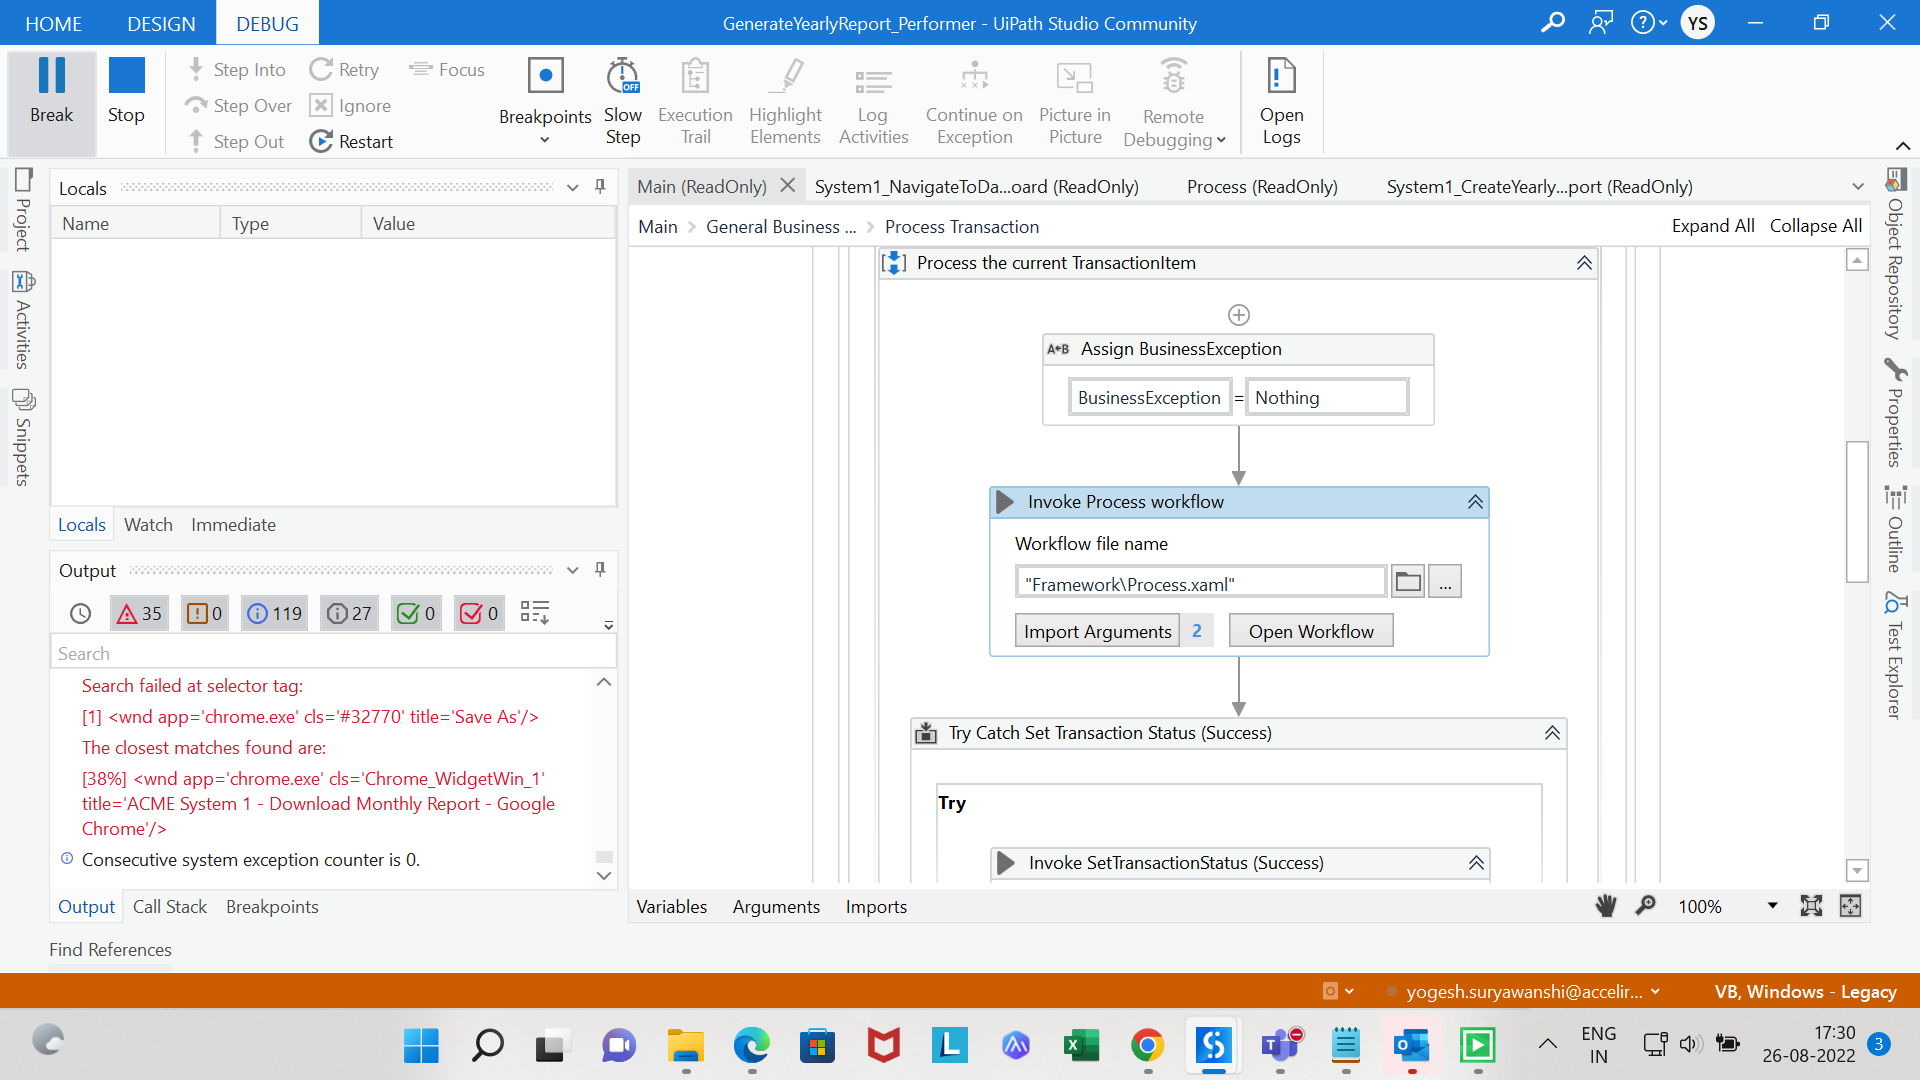 HOME
DESIGN
DEBUG
GenerateYearlyReport_Performer - UiPath Studio Community
YS
Break
Stop
Step Into
Step Over
Step Out
Retry
Ignore
Restart
Focus
Breakpoints
Slow
Step
OFF
Execution
Trail
Highlight
Elements
Log
Activities
Continue on
Exception
Picture in
Picture
Remote
Debugging
Open
Logs
Project
Activities
Snippets
Locals
Name
Type
Value
Locals
Watch
Immediate
Output
35
0
119
27
0
0
Search
Search failed at selector tag:
[1] <wnd app='chrome.exe' cls='#32770' title='Save As'/>
The closest matches found are:
[38%] <wnd app='chrome.exe' cls='Chrome_WidgetWin_1'
title='ACME System 1 - Download Monthly Report - Google
Chrome'/>
Consecutive system exception counter is 0.
Output
Call Stack
Breakpoints
Find References
Main (ReadOnly)
System1_NavigateToDa...oard (ReadOnly)
Process (ReadOnly)
System1_CreateYearly...port (ReadOnly)
Main
General Business ...
Process Transaction
Expand All
Collapse All
Process the current TransactionItem
A B
Assign BusinessException
BusinessException
=
Nothing
Invoke Process workflow
Workflow file name
"Framework\Process.xaml"
...
Import Arguments
2
Open Workflow
Try Catch Set Transaction Status (Success)
Try
Invoke SetTransactionStatus (Success)
Variables
Arguments
Imports
100%
Object Repository
Properties
Outline
Test Explorer
yogesh.suryawanshi@accelir...
VB, Windows - Legacy
ENG
IN
17:30
26-08-2022
3